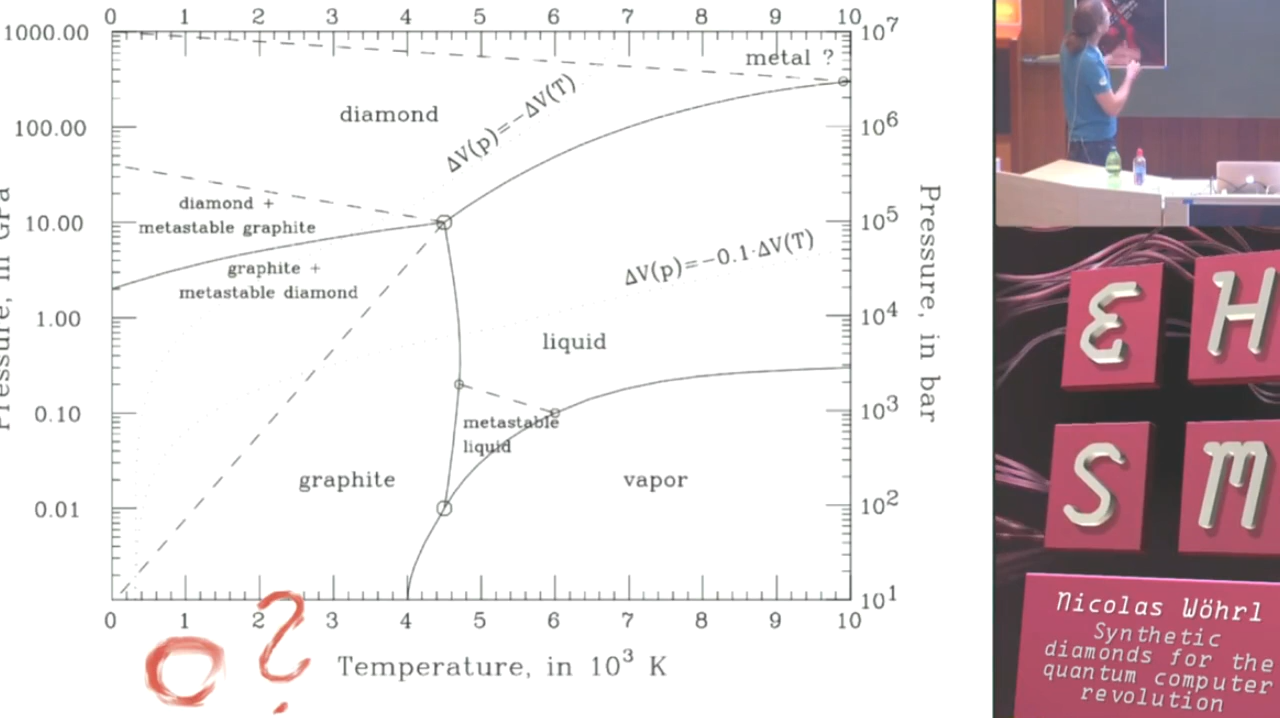 0 1 2 3 4 5 6 7 8 9 10
1000.00
10⁷
metal ?
ΔV(p)=−ΔV(T)
diamond
100.00
10⁶
diamond +
metastable graphite
10.00
10⁵
graphite +
metastable diamond
ΔV(p)=−0.1·ΔV(T)
1.00
10⁴
liquid
0.10
10³
metastable
liquid
graphite
vapor
0.01
10²
10¹
0 1 2 3 4 5 6 7 8 9 10
Temperature, in 10³ K
Pressure, in GPa
Pressure, in bar
?
E H
S M
Nicolas Wöhrl
Synthetic
diamonds for the
quantum computer
revolution